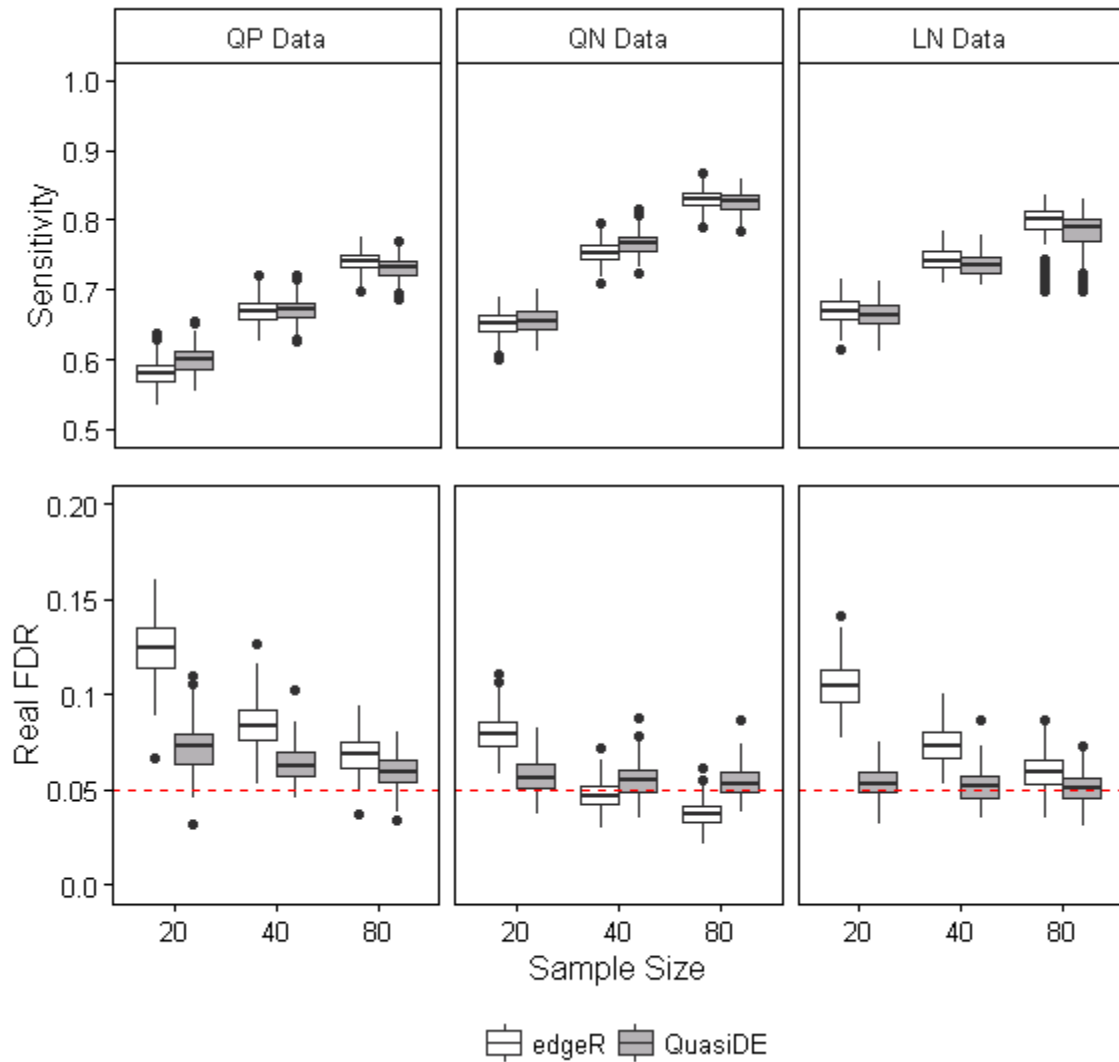 QP Data QN Data LN Data
Sensitivity
1.0
0.9
0.8
0.7
0.6
0.5
Real FDR
0.20
0.15
0.1
0.05
0.0
20 40 80 20 40 80 20 40 80
Sample Size
edgeR QuasiDE